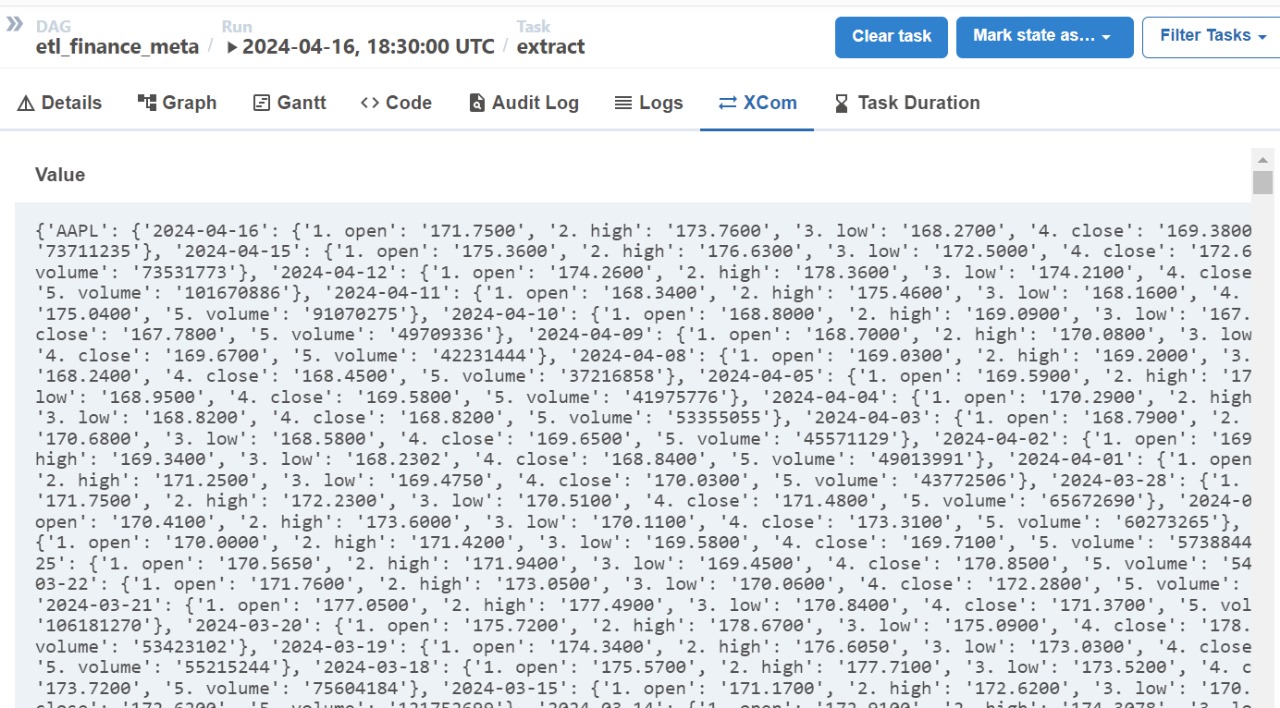 DAG Run Task
etl_finance_meta / ▶ 2024-04-16, 18:30:00 UTC / extract
Clear task Mark state as... Filter Tasks
Details Graph Gantt <> Code Audit Log Logs XCom Task Duration
Value
{'AAPL': {'2024-04-16': {'1. open': '171.7500', '2. high': '173.7600', '3. low': '168.2700', '4. close': '169.3800
'73711235'}, '2024-04-15': {'1. open': '175.3600', '2. high': '176.6300', '3. low': '172.5000', '4. close': '172.6
volume': '73531773'}, '2024-04-12': {'1. open': '174.2600', '2. high': '178.3600', '3. low': '174.2100', '4. close
'5. volume': '101670886'}, '2024-04-11': {'1. open': '168.3400', '2. high': '175.4600', '3. low': '168.1600', '4.
'175.0400', '5. volume': '91070275'}, '2024-04-10': {'1. open': '168.8000', '2. high': '169.0900', '3. low': '167.
close': '167.7800', '5. volume': '49709336'}, '2024-04-09': {'1. open': '168.7000', '2. high': '170.0800', '3. low
'4. close': '169.6700', '5. volume': '42231444'}, '2024-04-08': {'1. open': '169.0300', '2. high': '169.2000', '3.
'168.2400', '4. close': '168.4500', '5. volume': '37216858'}, '2024-04-05': {'1. open': '169.5900', '2. high': '17
low': '168.9500', '4. close': '169.5800', '5. volume': '41975776'}, '2024-04-04': {'1. open': '170.2900', '2. high
'3. low': '168.8200', '4. close': '168.8200', '5. volume': '53355055'}, '2024-04-03': {'1. open': '168.7900', '2.
'170.6800', '3. low': '168.5800', '4. close': '169.6500', '5. volume': '45571129'}, '2024-04-02': {'1. open': '169
high': '169.3400', '3. low': '168.2302', '4. close': '168.8400', '5. volume': '49013991'}, '2024-04-01': {'1. open
'2. high': '171.2500', '3. low': '169.4750', '4. close': '170.0300', '5. volume': '43772506'}, '2024-03-28': {'1.
'171.7500', '2. high': '172.2300', '3. low': '170.5100', '4. close': '171.4800', '5. volume': '65672690'}, '2024-0
open': '170.4100', '2. high': '173.6000', '3. low': '170.1100', '4. close': '173.3100', '5. volume': '60273265'},
{'1. open': '170.0000', '2. high': '171.4200', '3. low': '169.5800', '4. close': '169.7100', '5. volume': '5738844
25': {'1. open': '170.5650', '2. high': '171.9400', '3. low': '169.4500', '4. close': '170.8500', '5. volume': '54
03-22': {'1. open': '171.7600', '2. high': '173.0500', '3. low': '170.0600', '4. close': '172.2800', '5. volume':
'2024-03-21': {'1. open': '177.0500', '2. high': '177.4900', '3. low': '170.8400', '4. close': '171.3700', '5. vol
'106181270'}, '2024-03-20': {'1. open': '175.7200', '2. high': '178.6700', '3. low': '175.0900', '4. close': '178.
volume': '53423102'}, '2024-03-19': {'1. open': '174.3400', '2. high': '176.6050', '3. low': '173.0300', '4. close
'5. volume': '55215244'}, '2024-03-18': {'1. open': '175.5700', '2. high': '177.7100', '3. low': '173.5200', '4. c
'173.7200', '5. volume': '75604184'}, '2024-03-15': {'1. open': '171.1700', '2. high': '172.6200', '3. low': '170.
close': '172.6200', '5. volume': '121752699'}, '2024-03-14': {'1. open': '172.9100', '2. high': '174.3078', '3. lo